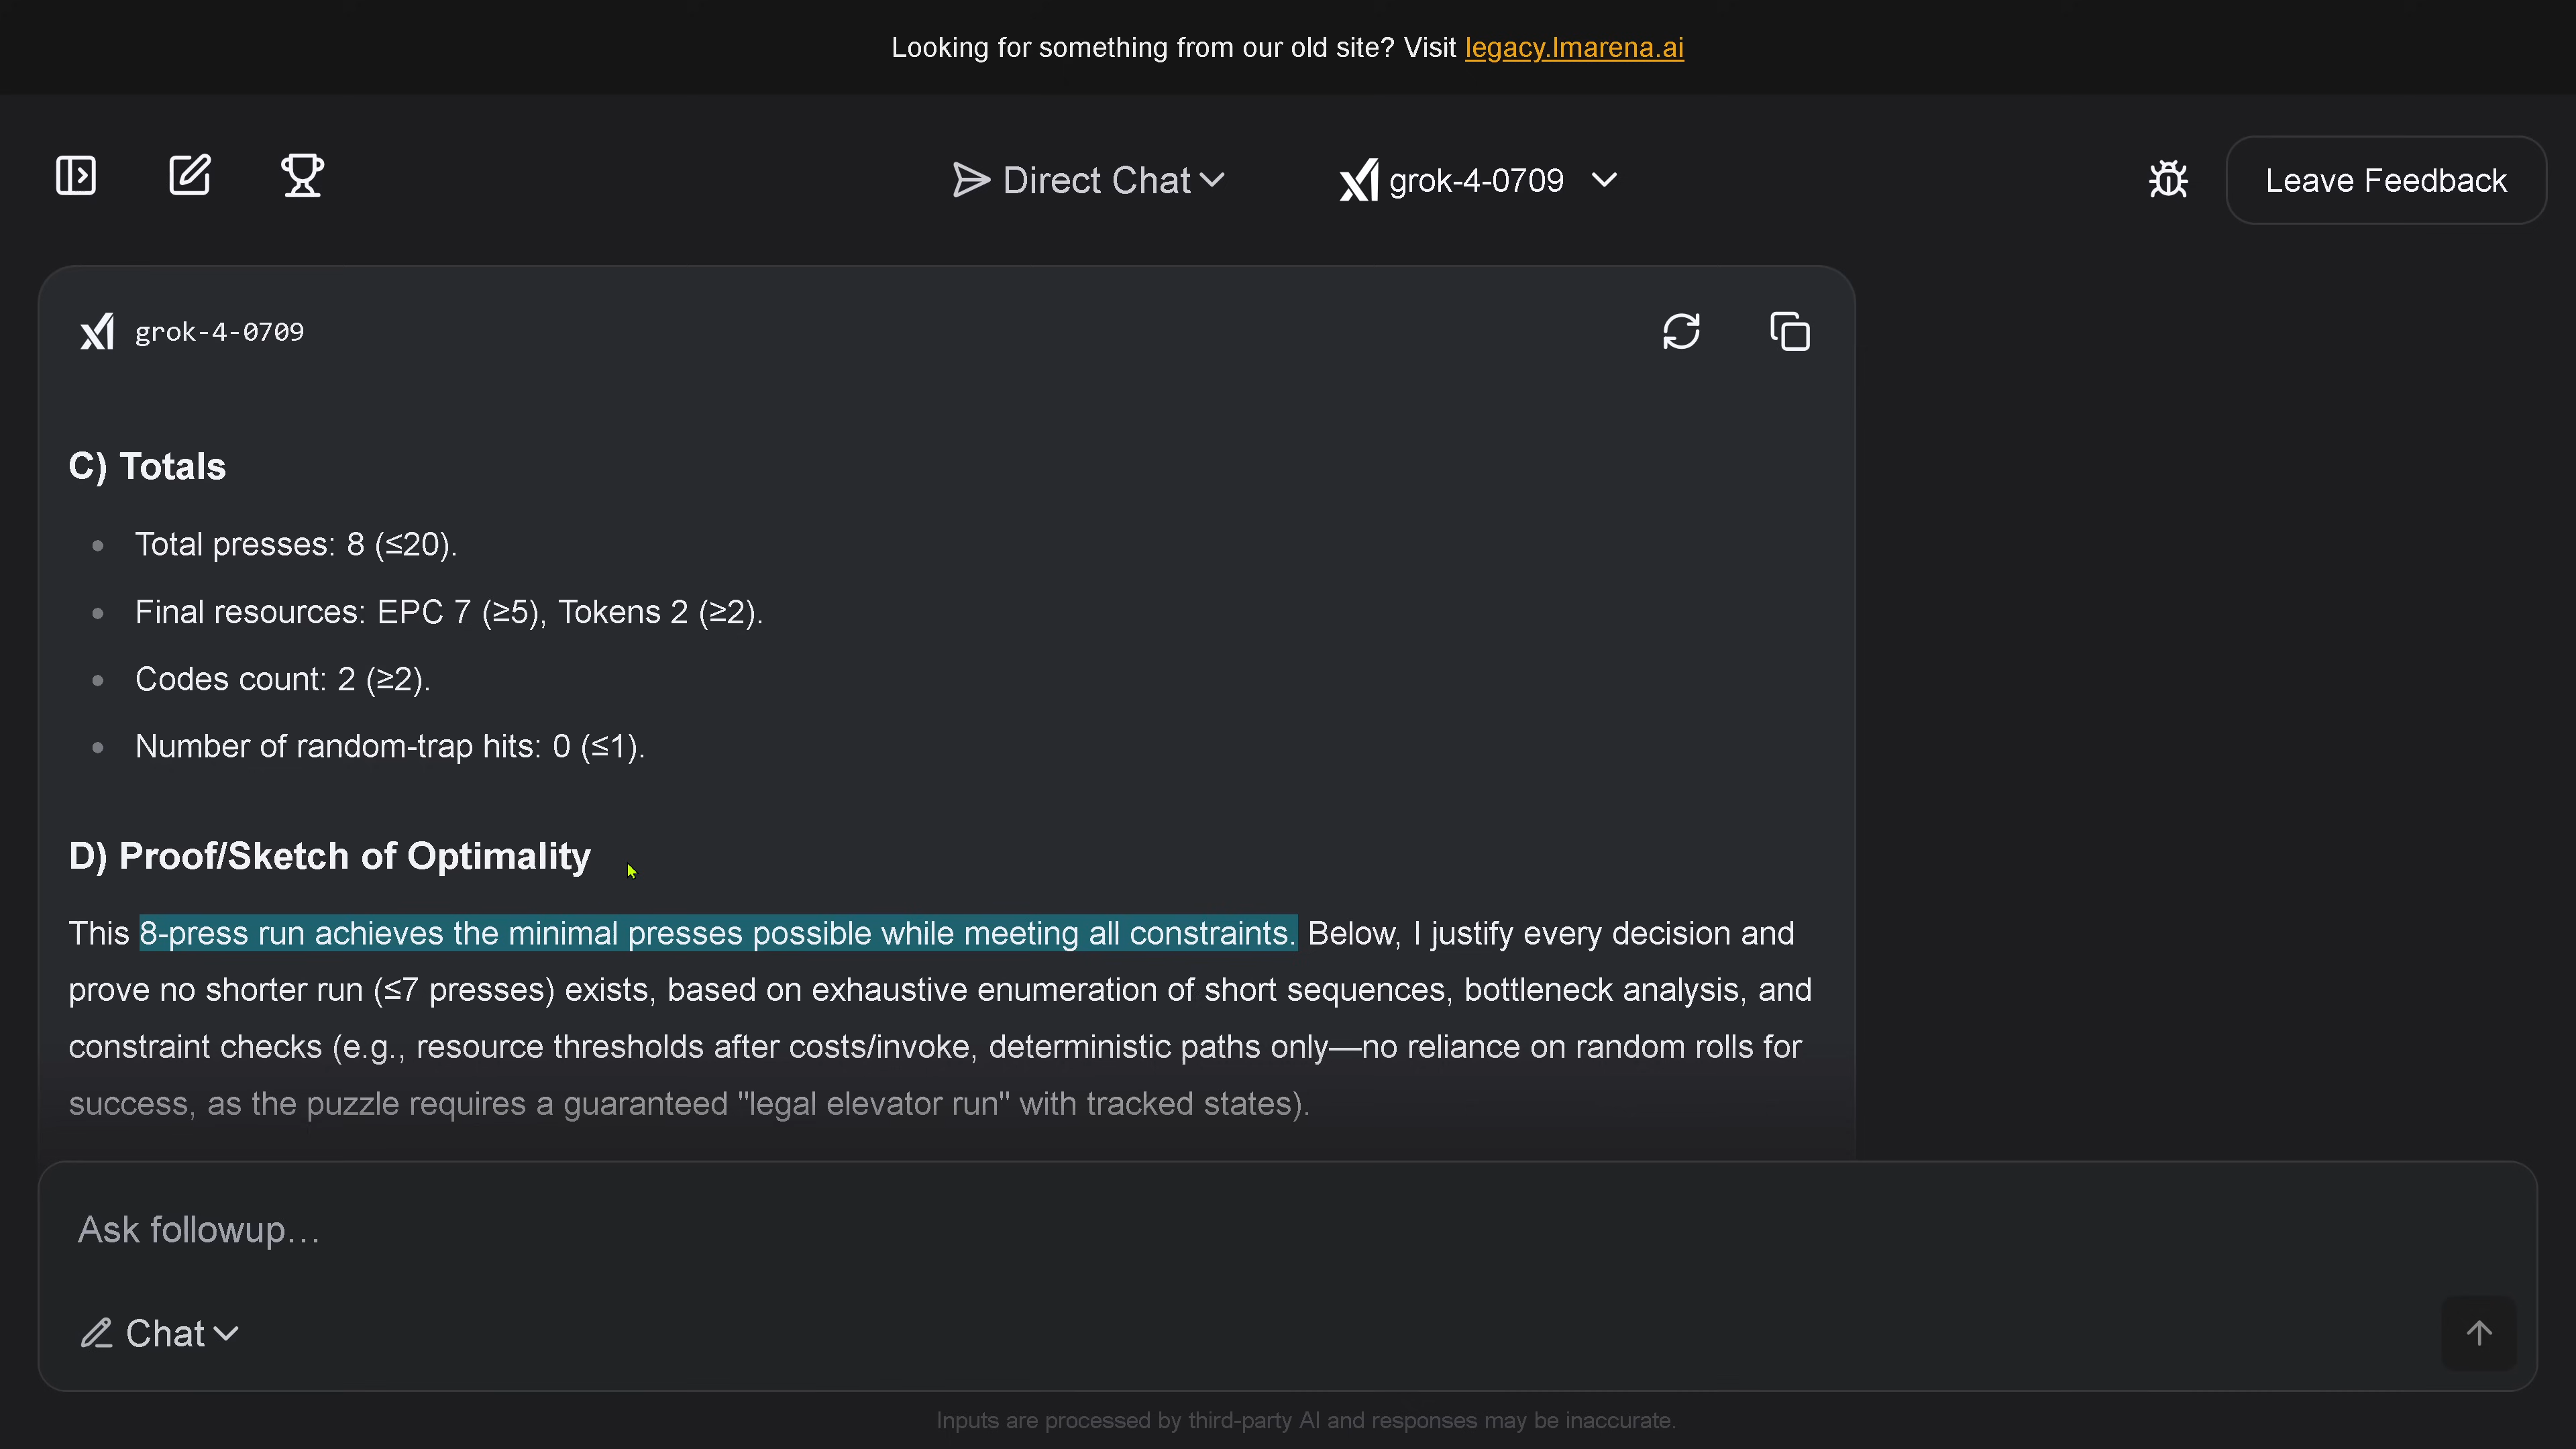 Looking for something from our old site? Visit legacy.lmarena.ai
Direct Chat
grok-4-0709
Leave Feedback
grok-4-0709
C) Totals
Total presses: 8 (≤20).
Final resources: EPC 7 (≥5), Tokens 2 (≥2).
Codes count: 2 (≥2).
Number of random-trap hits: 0 (≤1).
D) Proof/Sketch of Optimality
This 8-press run achieves the minimal presses possible while meeting all constraints. Below, I justify every decision and
prove no shorter run (≤7 presses) exists, based on exhaustive enumeration of short sequences, bottleneck analysis, and
constraint checks (e.g., resource thresholds after costs/invoke, deterministic paths only—no reliance on random rolls for
success, as the puzzle requires a guaranteed "legal elevator run" with tracked states).
Ask followup…
Chat
Inputs are processed by third-party AI and responses may be inaccurate.